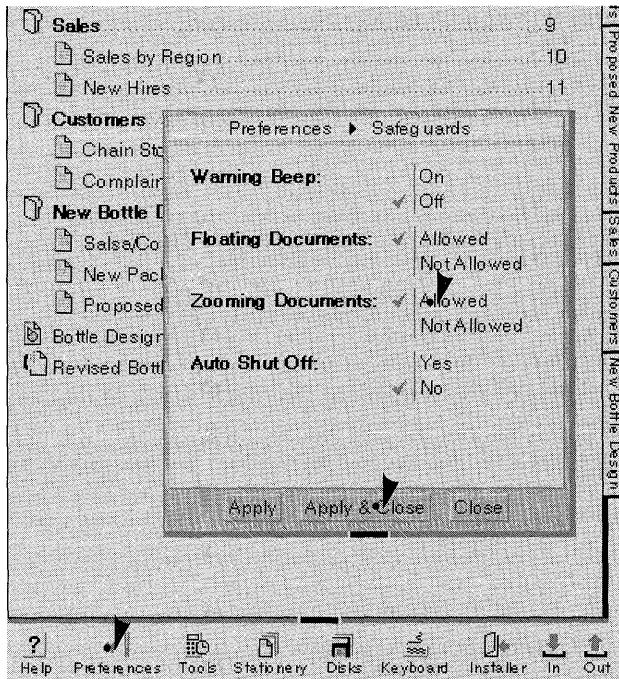 Sales 9
Sales by Region 10
New Hires 11
Customers
Chain Sto
Complain
New Bottle D
Salsa/Co
New Pack
Proposed
Bottle Design
Revised Bott
Preferences ▶ Safeguards
Warning Beep: On
✓ Off
Floating Documents: ✓ Allowed
Not Allowed
Zooming Documents: ✓ Allowed
Not Allowed
Auto Shut Off: Yes
✓ No
Apply Apply & Close Close
Proposed New Products
Sales
Customers
New Bottle Design
? Help Preferences Tools Stationery Disks Keyboard Installer In Out